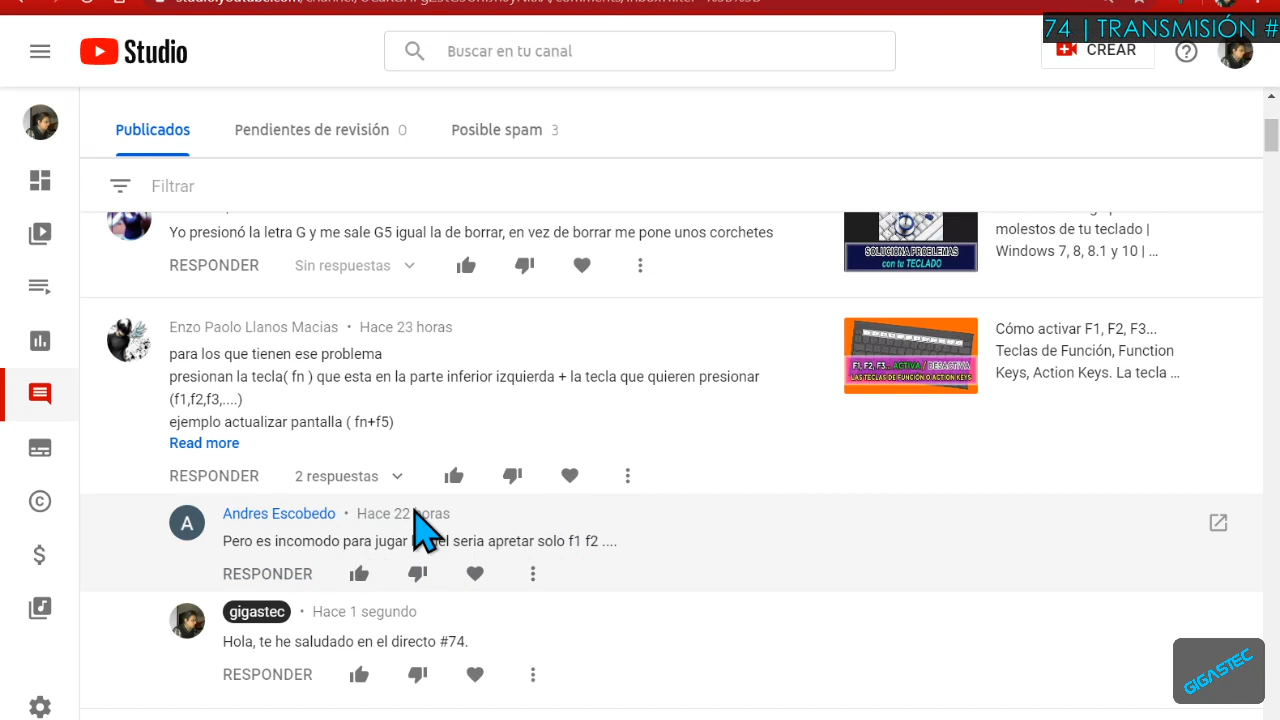 74 | TRANSMISIÓN #
Studio
Buscar en tu canal
CREAR
Publicados
Pendientes de revisión 0
Posible spam 3
Filtrar
Yo presionó la letra G y me sale G5 igual la de borrar, en vez de borrar me pone unos corchetes
RESPONDER Sin respuestas
SOLUCIONA PROBLEMAS
con tu TECLADO
molestos de tu teclado |
Windows 7, 8, 8.1 y 10 | ...
Enzo Paolo Llanos Macias • Hace 23 horas
para los que tienen ese problema
presionan la tecla( fn ) que esta en la parte inferior izquierda + la tecla que quieren presionar
(f1,f2,f3,....)
ejemplo actualizar pantalla ( fn+f5)
Read more
RESPONDER 2 respuestas
F1, F2, F3... ACTIVA / DESACTIVA
LAS TECLAS DE FUNCIÓN O ACTION KEYS
Cómo activar F1, F2, F3...
Teclas de Función, Function
Keys, Action Keys. La tecla ...
A
Andres Escobedo • Hace 22 horas
Pero es incomodo para jugar seria apretar solo f1 f2 ....
RESPONDER
gigastec • Hace 1 segundo
Hola, te he saludado en el directo #74.
RESPONDER
GIGASTEC